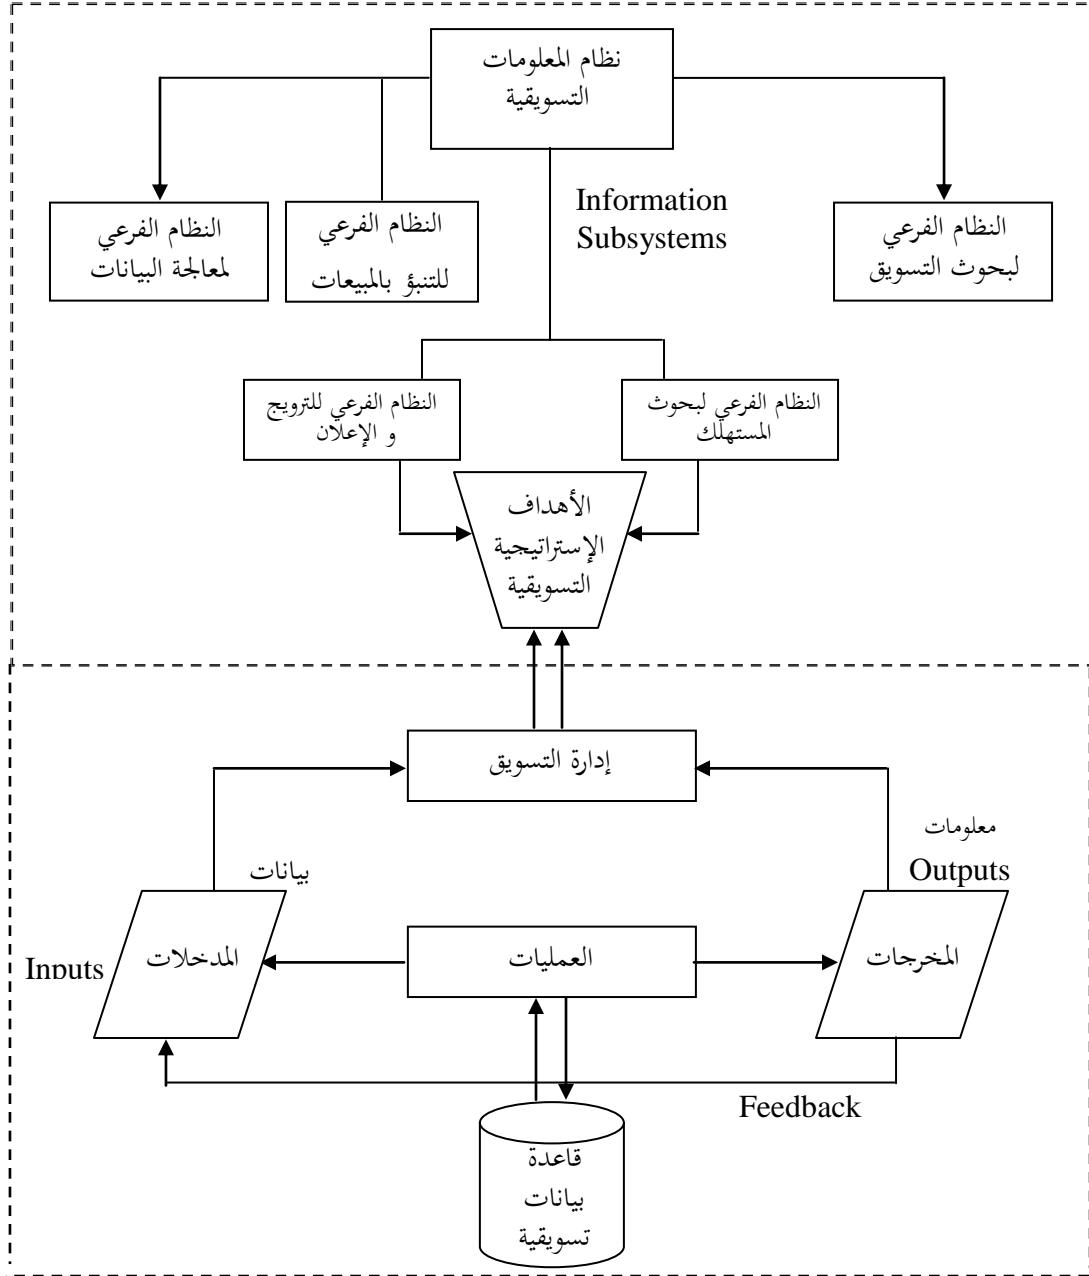 نظام المعلومات
التسويقية
Information
Subsystems
النظام الفرعي
لبحوث التسويق
النظام الفرعي
للتنبؤ بالمبيعات
النظام الفرعي
لمعالجة البيانات
النظام الفرعي لبحوث
المستهلك
النظام الفرعي للترويج
و الإعلان
الأهداف
الإستراتيجية
التسويقية
إدارة التسويق
معلومات
Outputs
بيانات
المخرجات
العمليات
المدخلات
Inputs
Feedback
قاعدة
بيانات
تسويقية